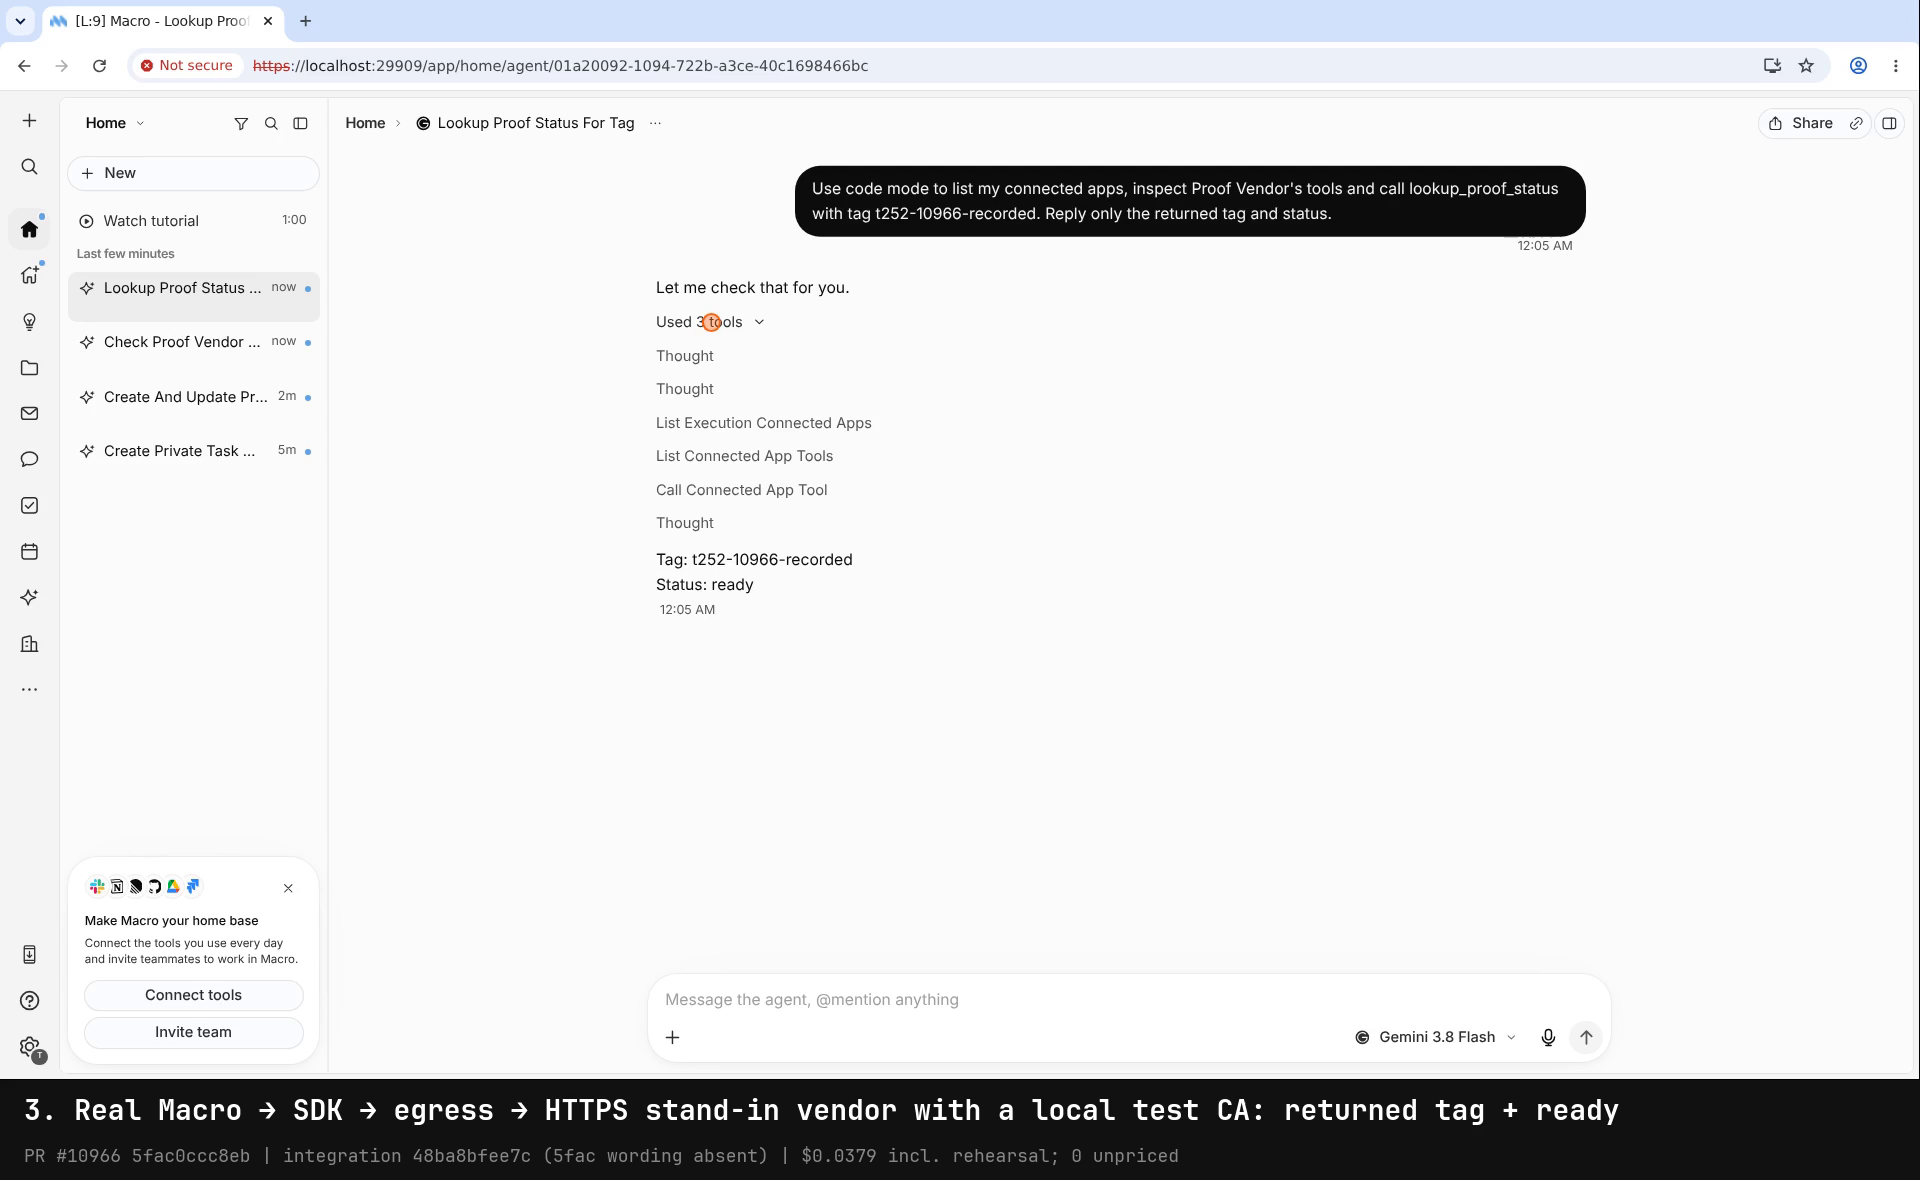 [L:9] Macro - Lookup Proo
Not secure
https://localhost:29909/app/home/agent/01a20092-1094-722b-a3ce-40c1698466bc
Home
New
Watch tutorial 1:00
Last few minutes
Lookup Proof Status ... now
Check Proof Vendor ... now
Create And Update Pr... 2m
Create Private Task ... 5m
Make Macro your home base
Connect the tools you use every day
and invite teammates to work in Macro.
Connect tools
Invite team
T
Home Lookup Proof Status For Tag ...
Share
Use code mode to list my connected apps, inspect Proof Vendor's tools and call lookup_proof_status
with tag t252-10966-recorded. Reply only the returned tag and status.
12:05 AM
Let me check that for you.
Used 3 tools
Thought
Thought
List Execution Connected Apps
List Connected App Tools
Call Connected App Tool
Thought
Tag: t252-10966-recorded
Status: ready
12:05 AM
Message the agent, @mention anything
Gemini 3.8 Flash
3. Real Macro → SDK → egress → HTTPS stand-in vendor with a local test CA: returned tag + ready
PR #10966 5fac0ccc8eb | integration 48ba8bfee7c (5fac wording absent) | $0.0379 incl. rehearsal; 0 unpriced